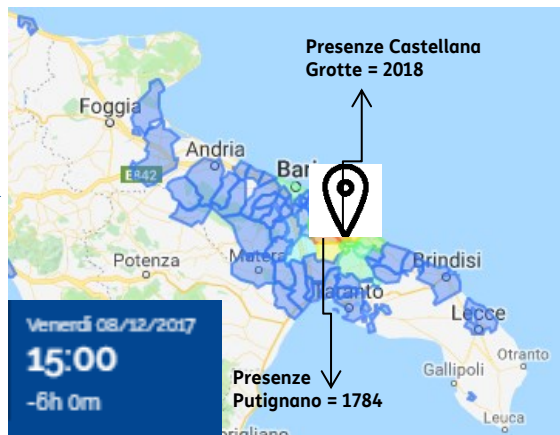 Presenze Castellana
Grotte = 2018
Foggia
Andria
E842
Bari
Matera
Potenza
Taranto
Brindisi
Lecce
Otranto
Gallipoli
Leuca
Venerdì 08/12/2017
15:00
-6h 0m
Presenze
Putignano = 1784